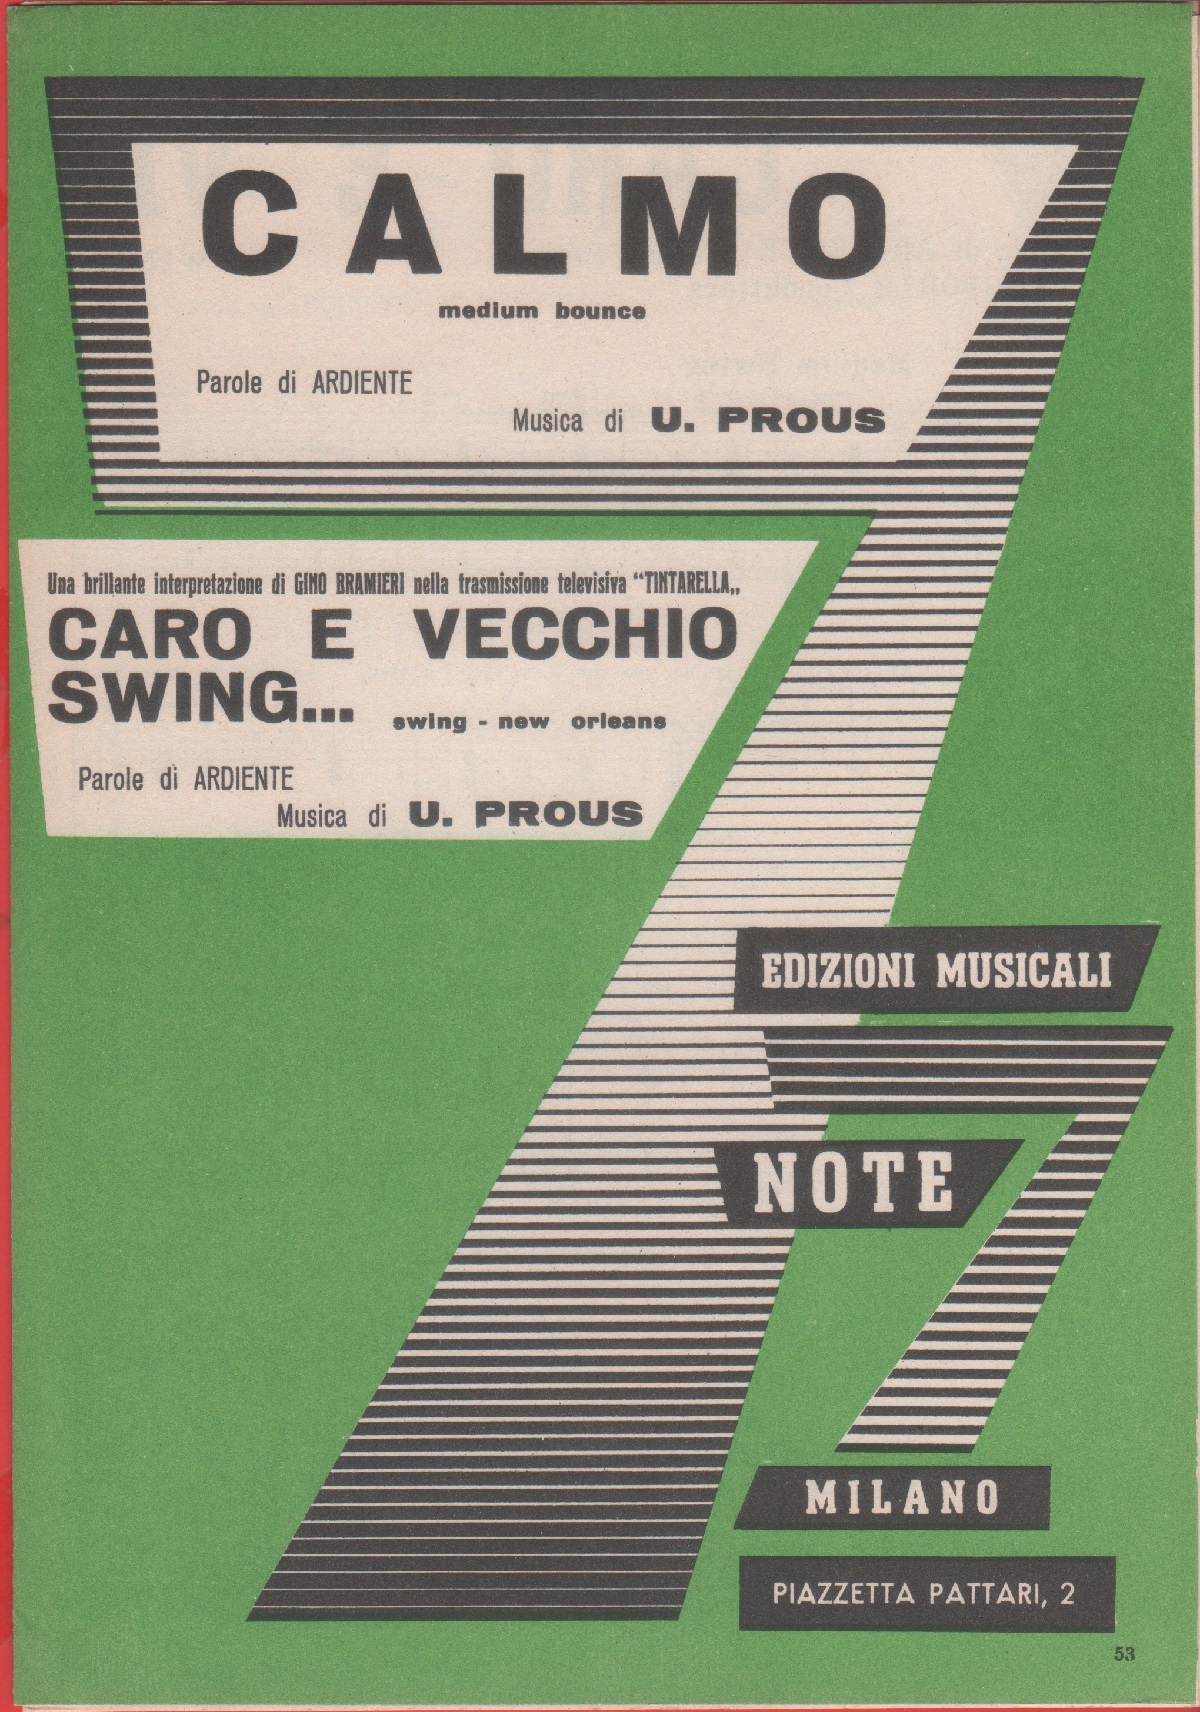 CALMO
medium bounce
Parole di ARDIENTE
Musica di U. PROUS
Una brillante interpretazione di GINO BRAMIERI nella trasmissione televisiva “TINTARELLA„
CARO E VECCHIO
SWING...
swing - new orleans
Parole di ARDIENTE
Musica di U. PROUS
EDIZIONI MUSICALI
7
NOTE
MILANO
PIAZZETTA PATTARI, 2
53